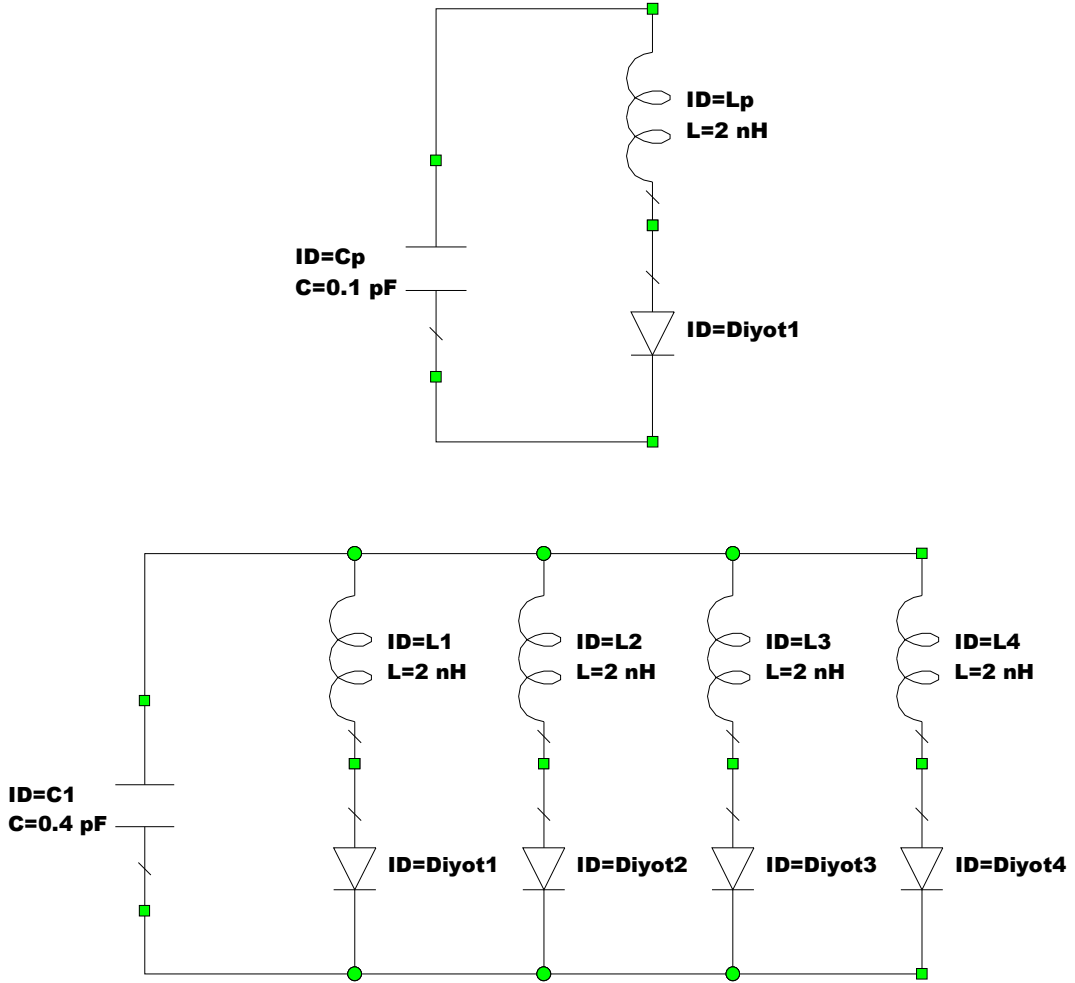 ID=Lp
L=2 nH
ID=Cp
C=0.1 pF
ID=Diyot1
ID=L1
L=2 nH
ID=L2
L=2 nH
ID=L3
L=2 nH
ID=L4
L=2 nH
ID=C1
C=0.4 pF
ID=Diyot1
ID=Diyot2
ID=Diyot3
ID=Diyot4